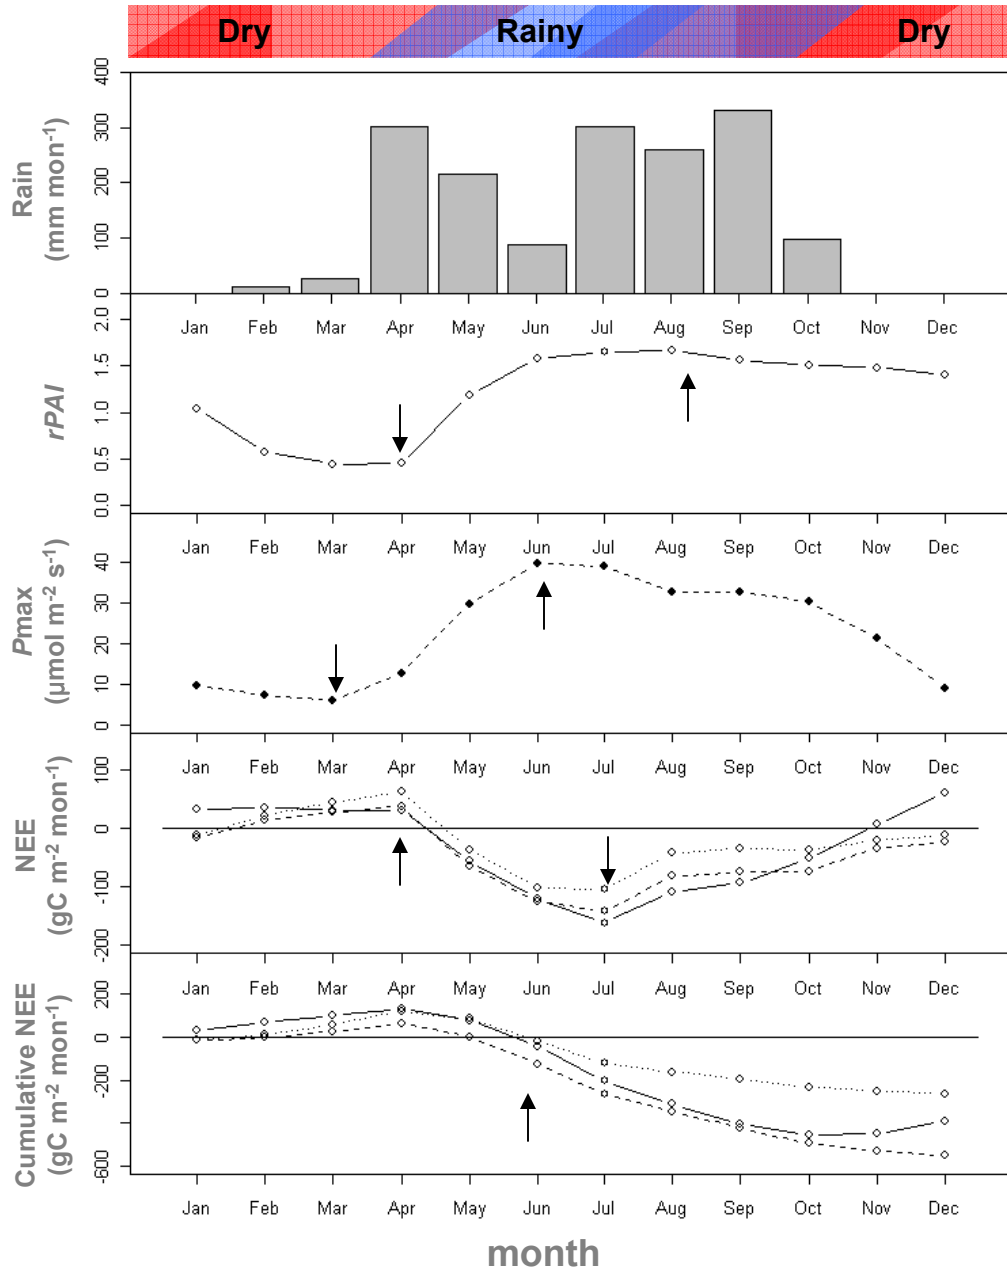 Dry Rainy Dry
Rain
(mm mon-1)
400
300
200
100
0
Jan Feb Mar Apr May Jun Jul Aug Sep Oct Nov Dec
rPAI
2.0
1.5
1.0
0.5
0.0
Jan Feb Mar Apr May Jun Jul Aug Sep Oct Nov Dec
Pmax
(μmol m-2 s-1)
40
30
20
10
0
Jan Feb Mar Apr May Jun Jul Aug Sep Oct Nov Dec
NEE
(gC m-2 mon-1)
100
0
-100
-200
Jan Feb Mar Apr May Jun Jul Aug Sep Oct Nov Dec
Cumulative NEE
(gC m-2 mon-1)
200
0
-200
-600
Jan Feb Mar Apr May Jun Jul Aug Sep Oct Nov Dec
month